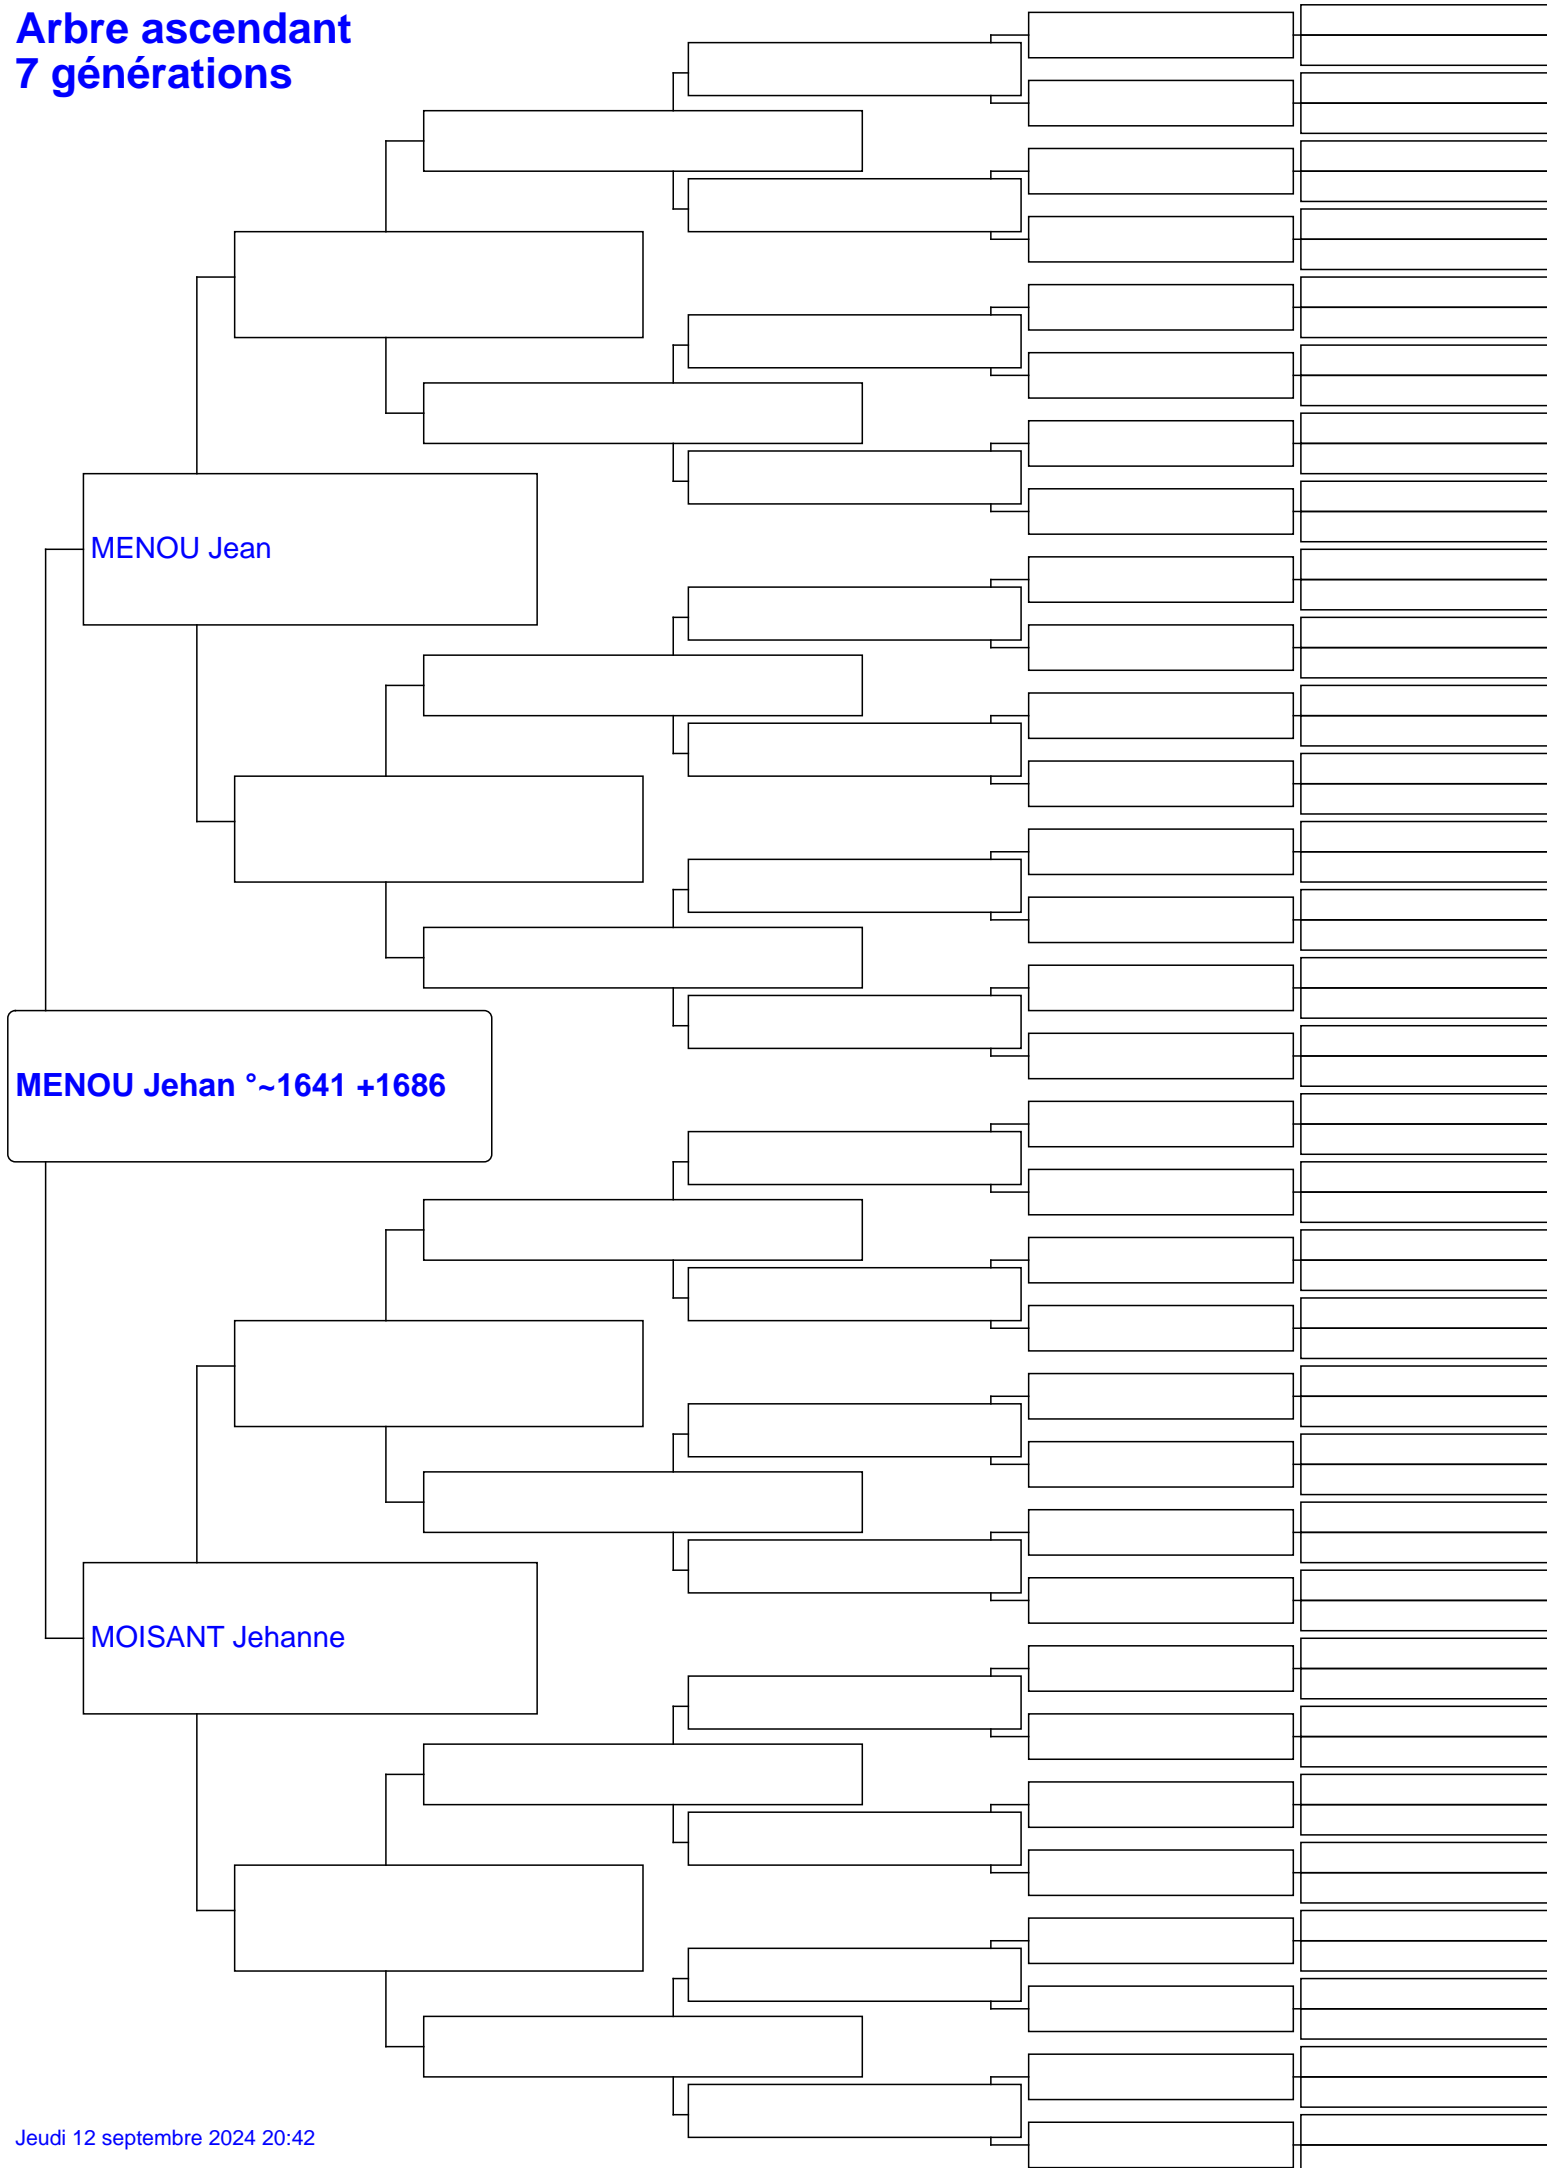 Arbre ascendant
7 générations
MENOU Jean
MENOU Jehan °~1641 +1686
MOISANT Jehanne
Jeudi 12 septembre 2024 20:42